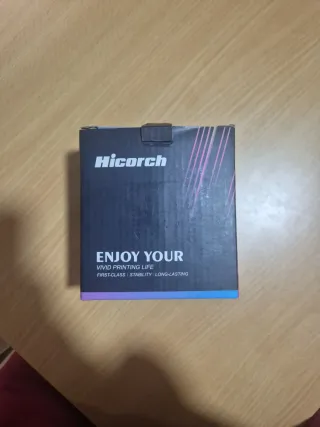 Hicorch
ENJOY YOUR
VIVID PRINTING LIFE
FIRST-CLASS · STABILITY · LONG-LASTING